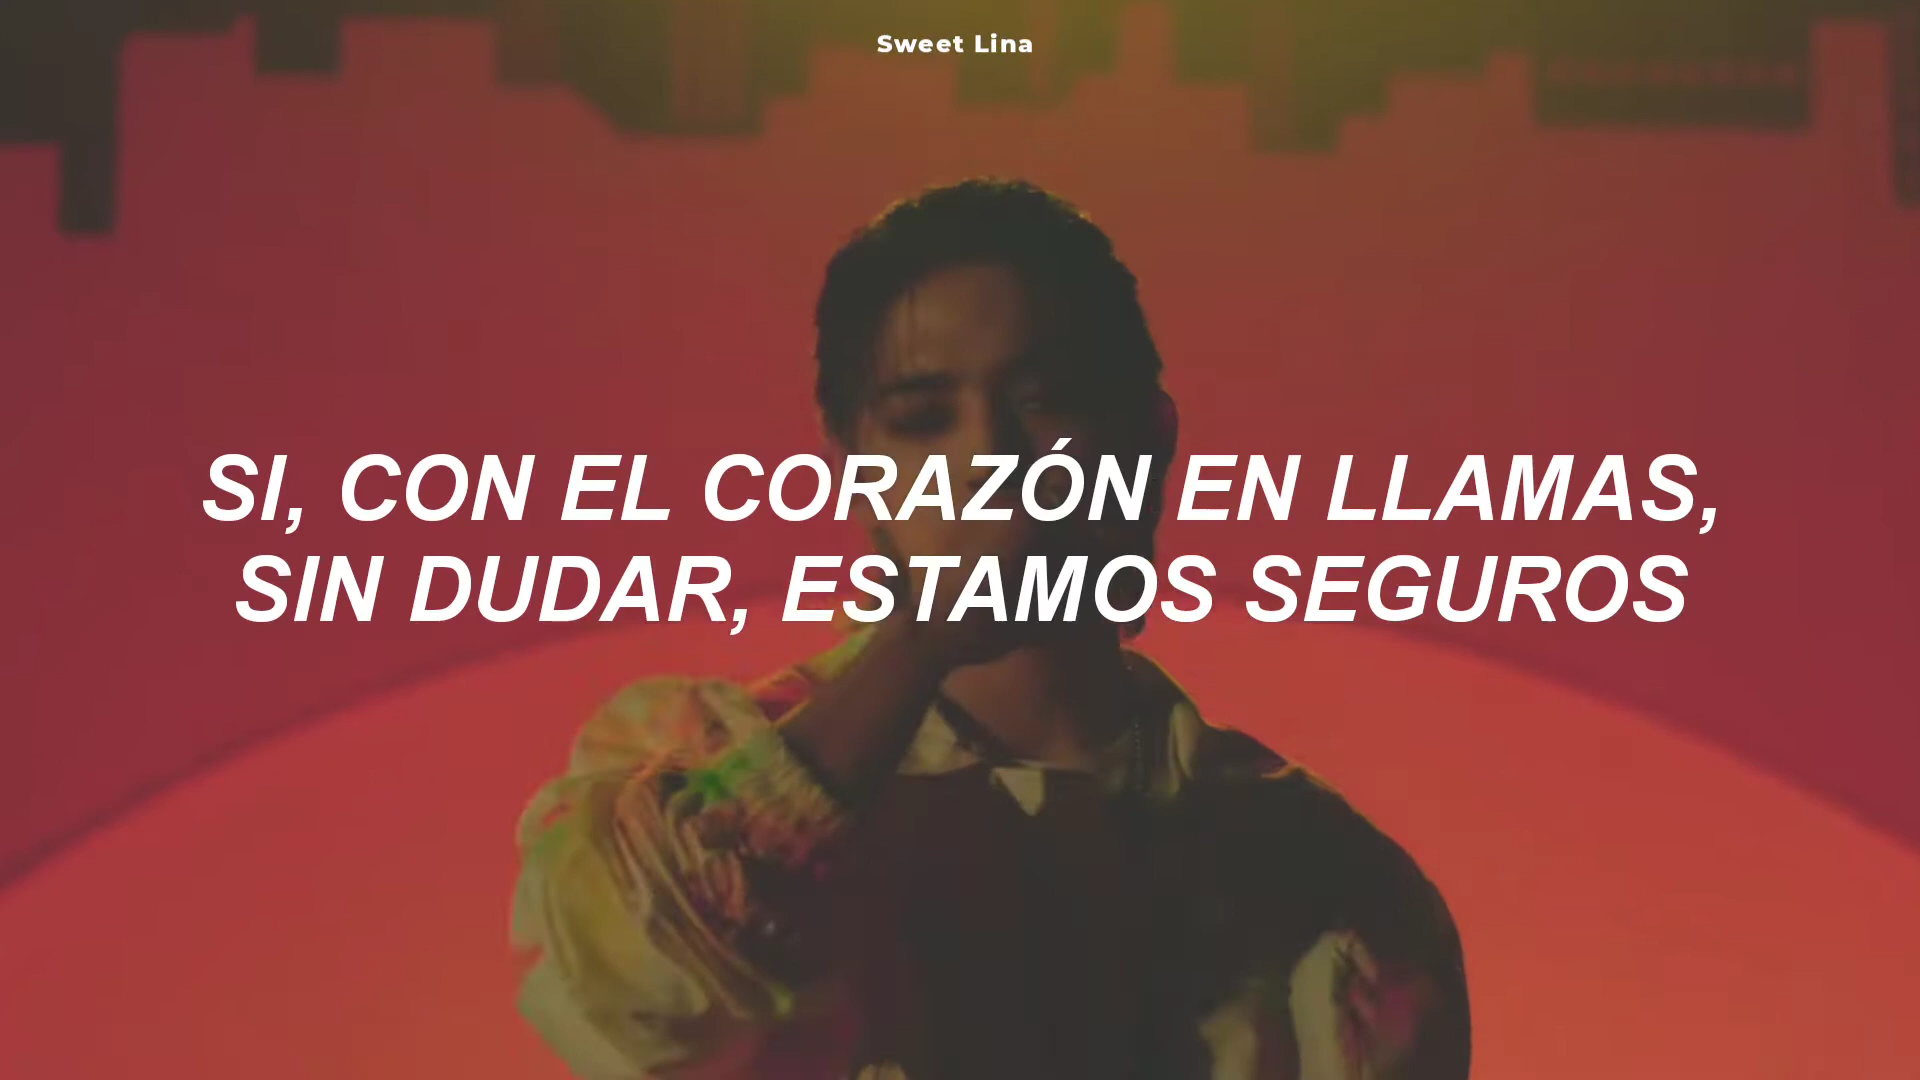 Sweet Lina
SI, CON EL CORAZÓN EN LLAMAS,
SIN DUDAR, ESTAMOS SEGUROS